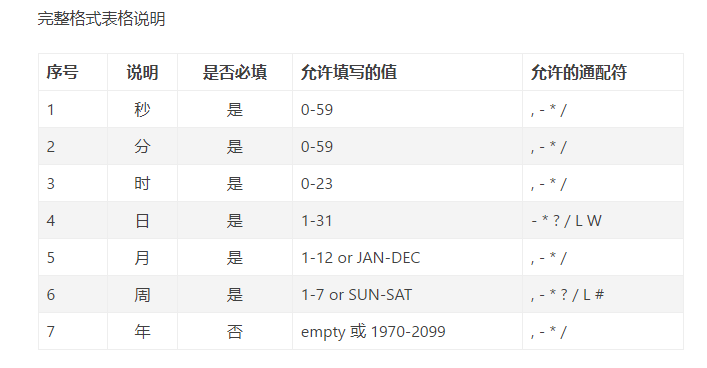 完整格式表格说明
序号 说明 是否必填 允许填写的值 允许的通配符
1 秒 是 0-59 , - * /
2 分 是 0-59 , - * /
3 时 是 0-23 , - * /
4 日 是 1-31 - * ? / L W
5 月 是 1-12 or JAN-DEC , - * /
6 周 是 1-7 or SUN-SAT , - * ? / L #
7 年 否 empty 或 1970-2099 , - * /